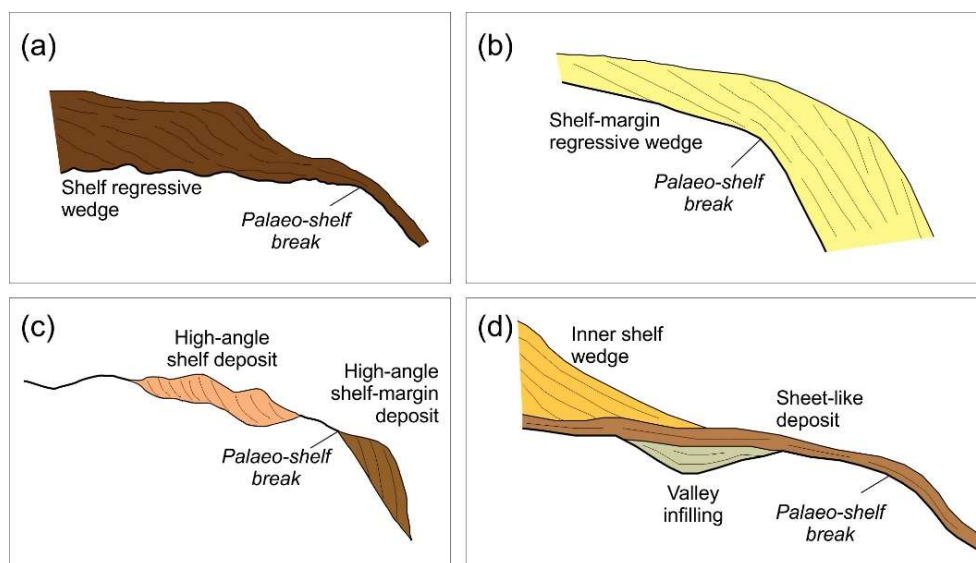 (a)
Shelf regressive
wedge
Palaeo-shelf
break
(b)
Shelf-margin
regressive wedge
Palaeo-shelf
break
(c)
High-angle
shelf deposit
High-angle
shelf-margin
deposit
Palaeo-shelf
break
(d)
Inner shelf
wedge
Sheet-like
deposit
Valley
infilling
Palaeo-shelf
break